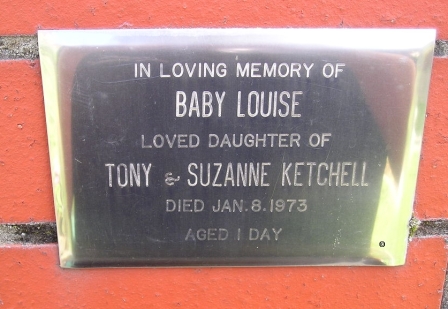 IN LOVING MEMORY OF
BABY LOUISE
LOVED DAUGHTER OF
TONY & SUZANNE KETCHELL
DIED JAN. 8. 1973
AGED 1 DAY